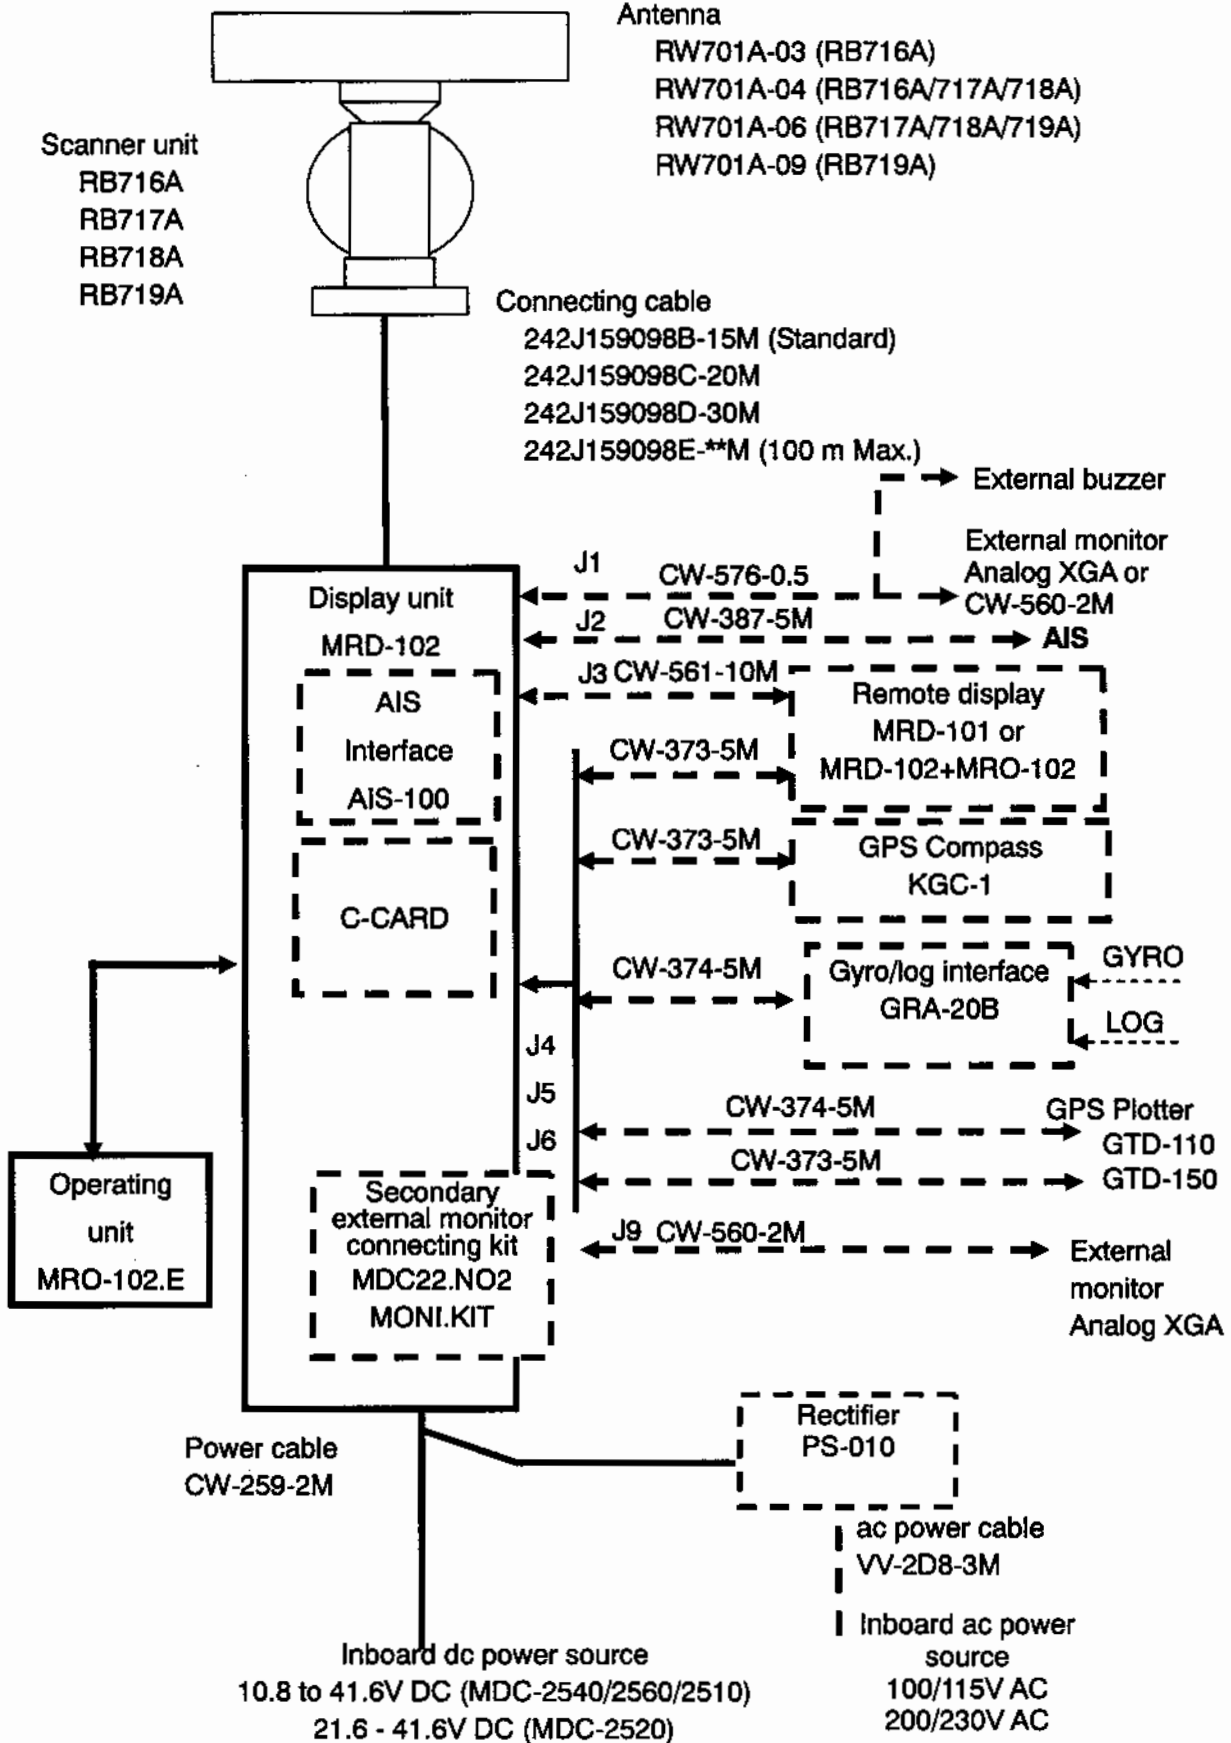 Antenna
RW701A-03 (RB716A)
RW701A-04 (RB716A/717A/718A)
RW701A-06 (RB717A/718A/719A)
RW701A-09 (RB719A)
Scanner unit
RB716A
RB717A
RB718A
RB719A
Connecting cable
242J159098B-15M (Standard)
242J159098C-20M
242J159098D-30M
242J159098E-**M (100 m Max.)
External buzzer
External monitor
Analog XGA or
CW-560-2M
J1
CW-576-0.5
J2
CW-387-5M
AIS
J3 CW-561-10M
Display unit
MRD-102
AIS
Interface
AIS-100
C-CARD
Remote display
MRD-101 or
MRD-102+MRO-102
CW-373-5M
CW-373-5M
GPS Compass
KGC-1
CW-374-5M
Gyro/log interface
GRA-20B
GYRO
LOG
J4
J5
J6
CW-374-5M
GPS Plotter
GTD-110
CW-373-5M
GTD-150
Operating
unit
MRO-102.E
Secondary
external monitor
connecting kit
MDC22.NO2
MONI.KIT
J9 CW-560-2M
External
monitor
Analog XGA
Rectifier
PS-010
Power cable
CW-259-2M
ac power cable
VV-2D8-3M
Inboard ac power
source
100/115V AC
200/230V AC
Inboard dc power source
10.8 to 41.6V DC (MDC-2540/2560/2510)
21.6 - 41.6V DC (MDC-2520)